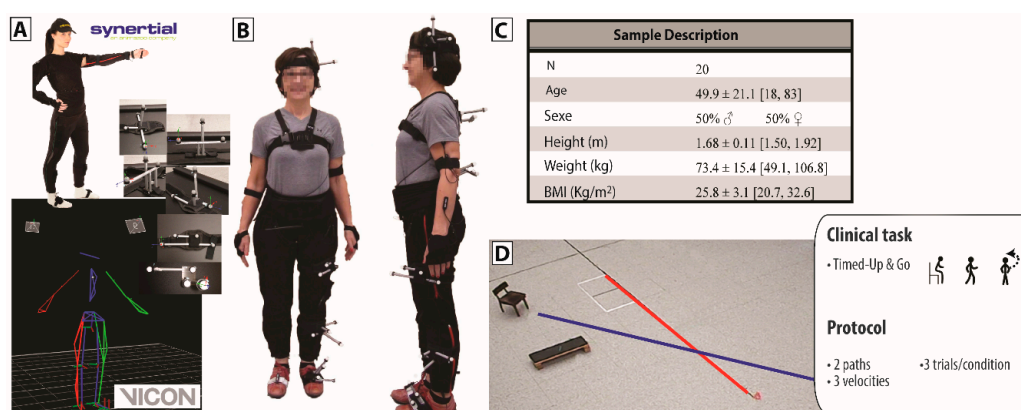 A
synertial
B
C
Sample Description
N 20
Age 49.9 ± 21.1 [18, 83]
Sexe 50% ♂ 50% ♀
Height (m) 1.68 ± 0.11 [1.50, 1.92]
Weight (kg) 73.4 ± 15.4 [49.1, 106.8]
BMI (Kg/m²) 25.8 ± 3.1 [20.7, 32.6]
VICON
D
Clinical task
• Timed-Up & Go
Protocol
• 2 paths •3 trials/condition
• 3 velocities